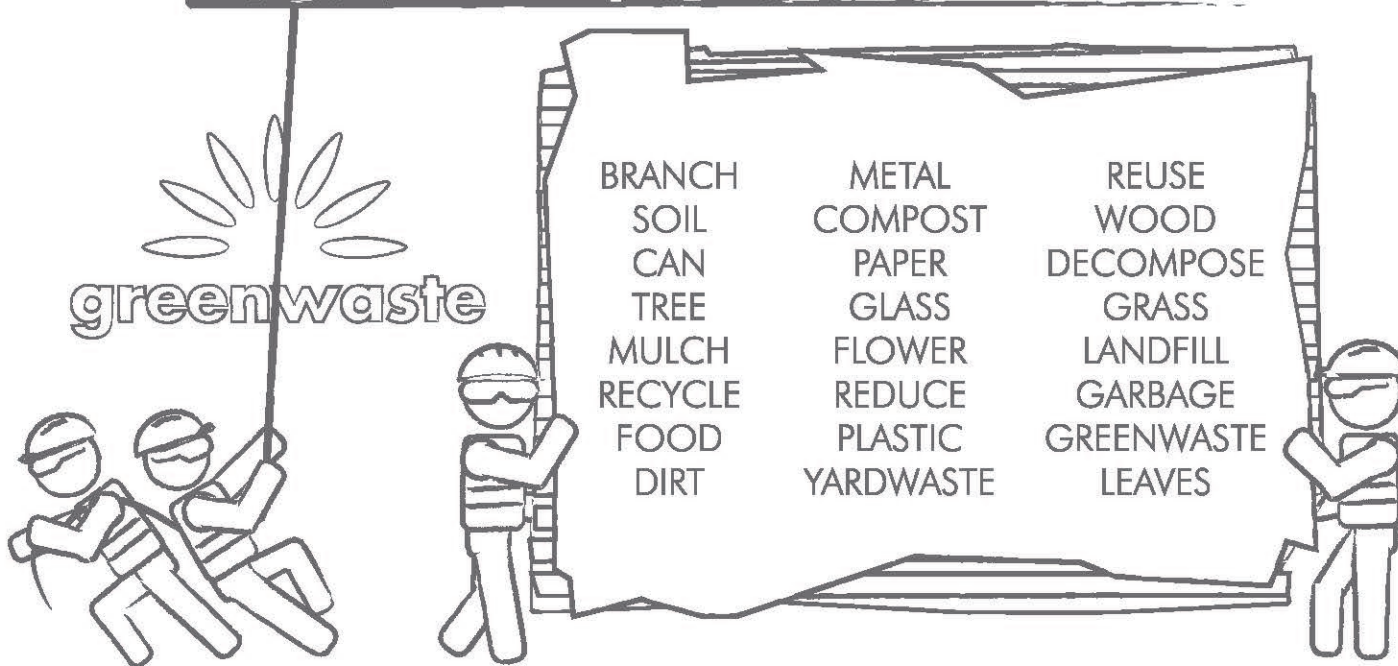 greenwaste
BRANCH METAL REUSE
SOIL COMPOST WOOD
CAN PAPER DECOMPOSE
TREE GLASS GRASS
MULCH FLOWER LANDFILL
RECYCLE REDUCE GARBAGE
FOOD PLASTIC GREENWASTE
DIRT YARDWASTE LEAVES